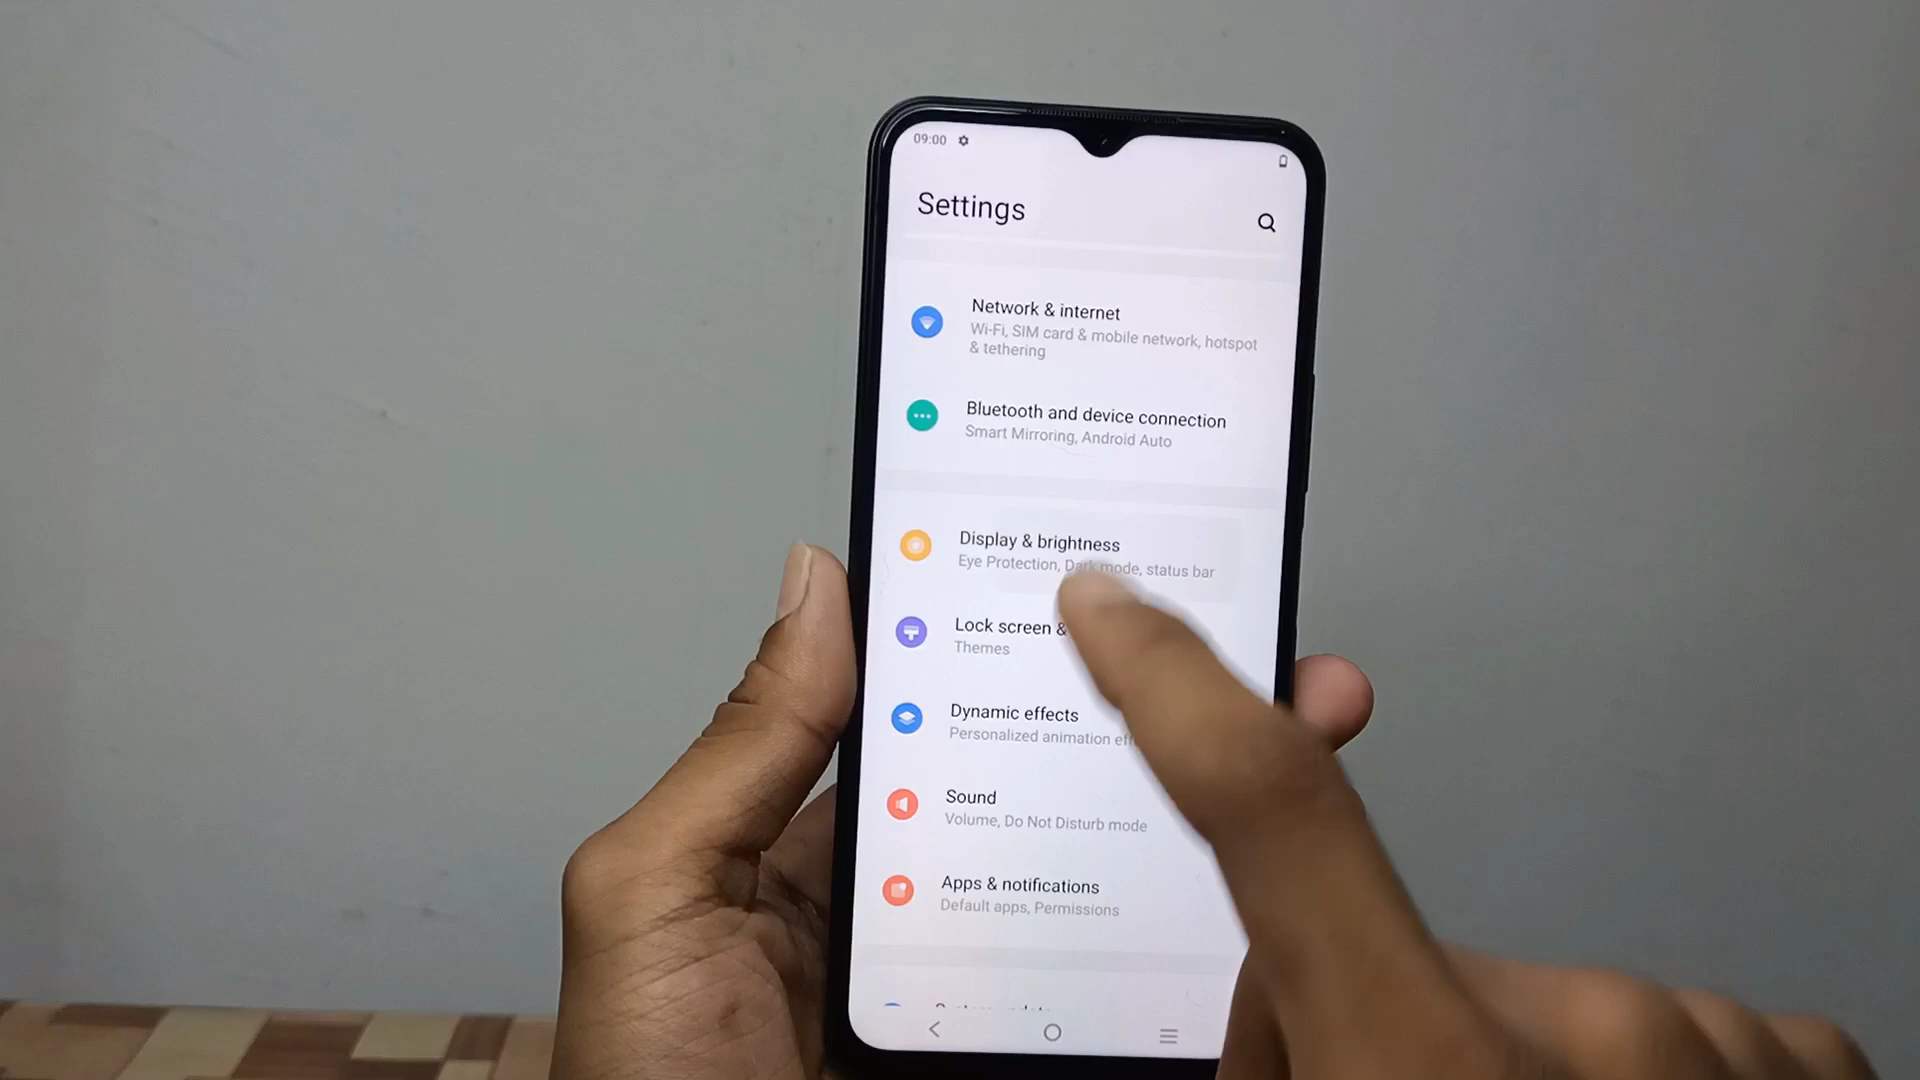 09:00
Settings
Network & internet
Wi-Fi, SIM card & mobile network, hotspot
& tethering
Bluetooth and device connection
Smart Mirroring, Android Auto
Display & brightness
Eye Protection, Dark mode, status bar
Lock screen &
Themes
Dynamic effects
Personalized animation
Sound
Volume, Do Not Disturb mode
Apps & notifications
Default apps, Permissions